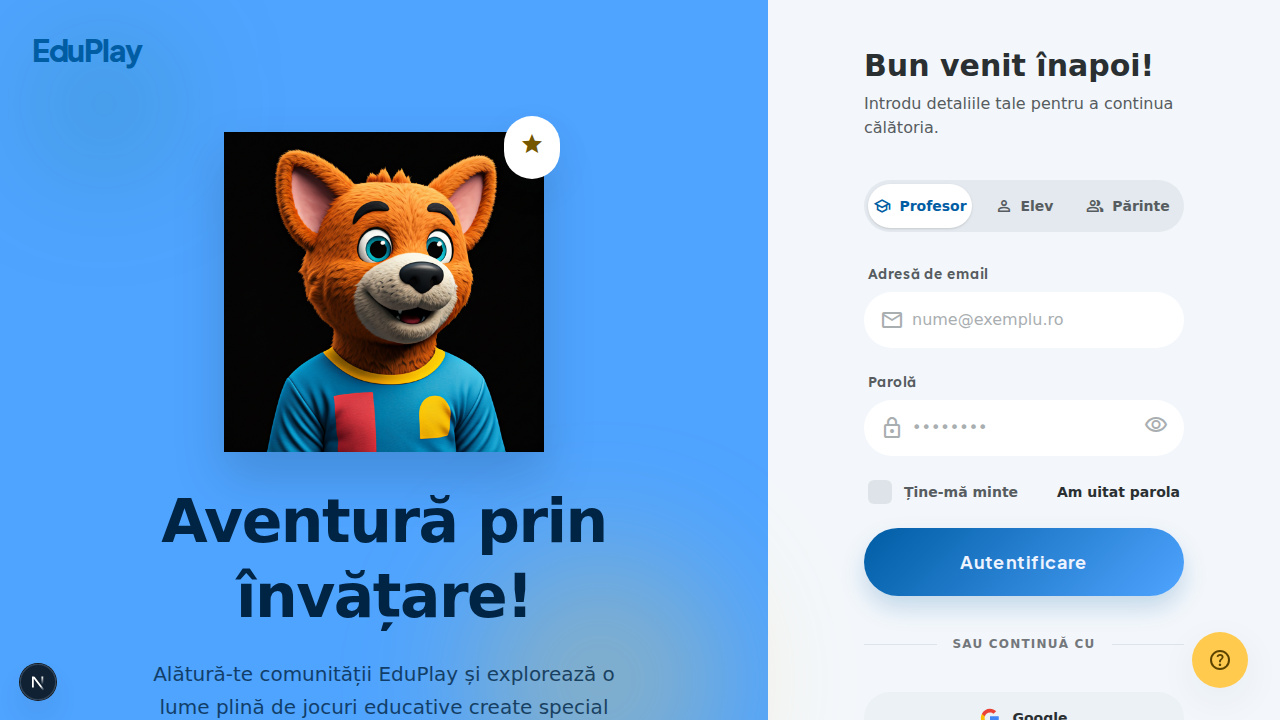 EduPlay
Aventură prin
învățare!
Alătură-te comunității EduPlay și explorează o
lume plină de jocuri educative create special
Bun venit înapoi!
Introdu detaliile tale pentru a continua
călătoria.
Profesor
Elev
Părinte
Adresă de email
nume@exemplu.ro
Parolă
••••••••
Ține-mă minte
Am uitat parola
Autentificare
SAU CONTINUĂ CU
Google